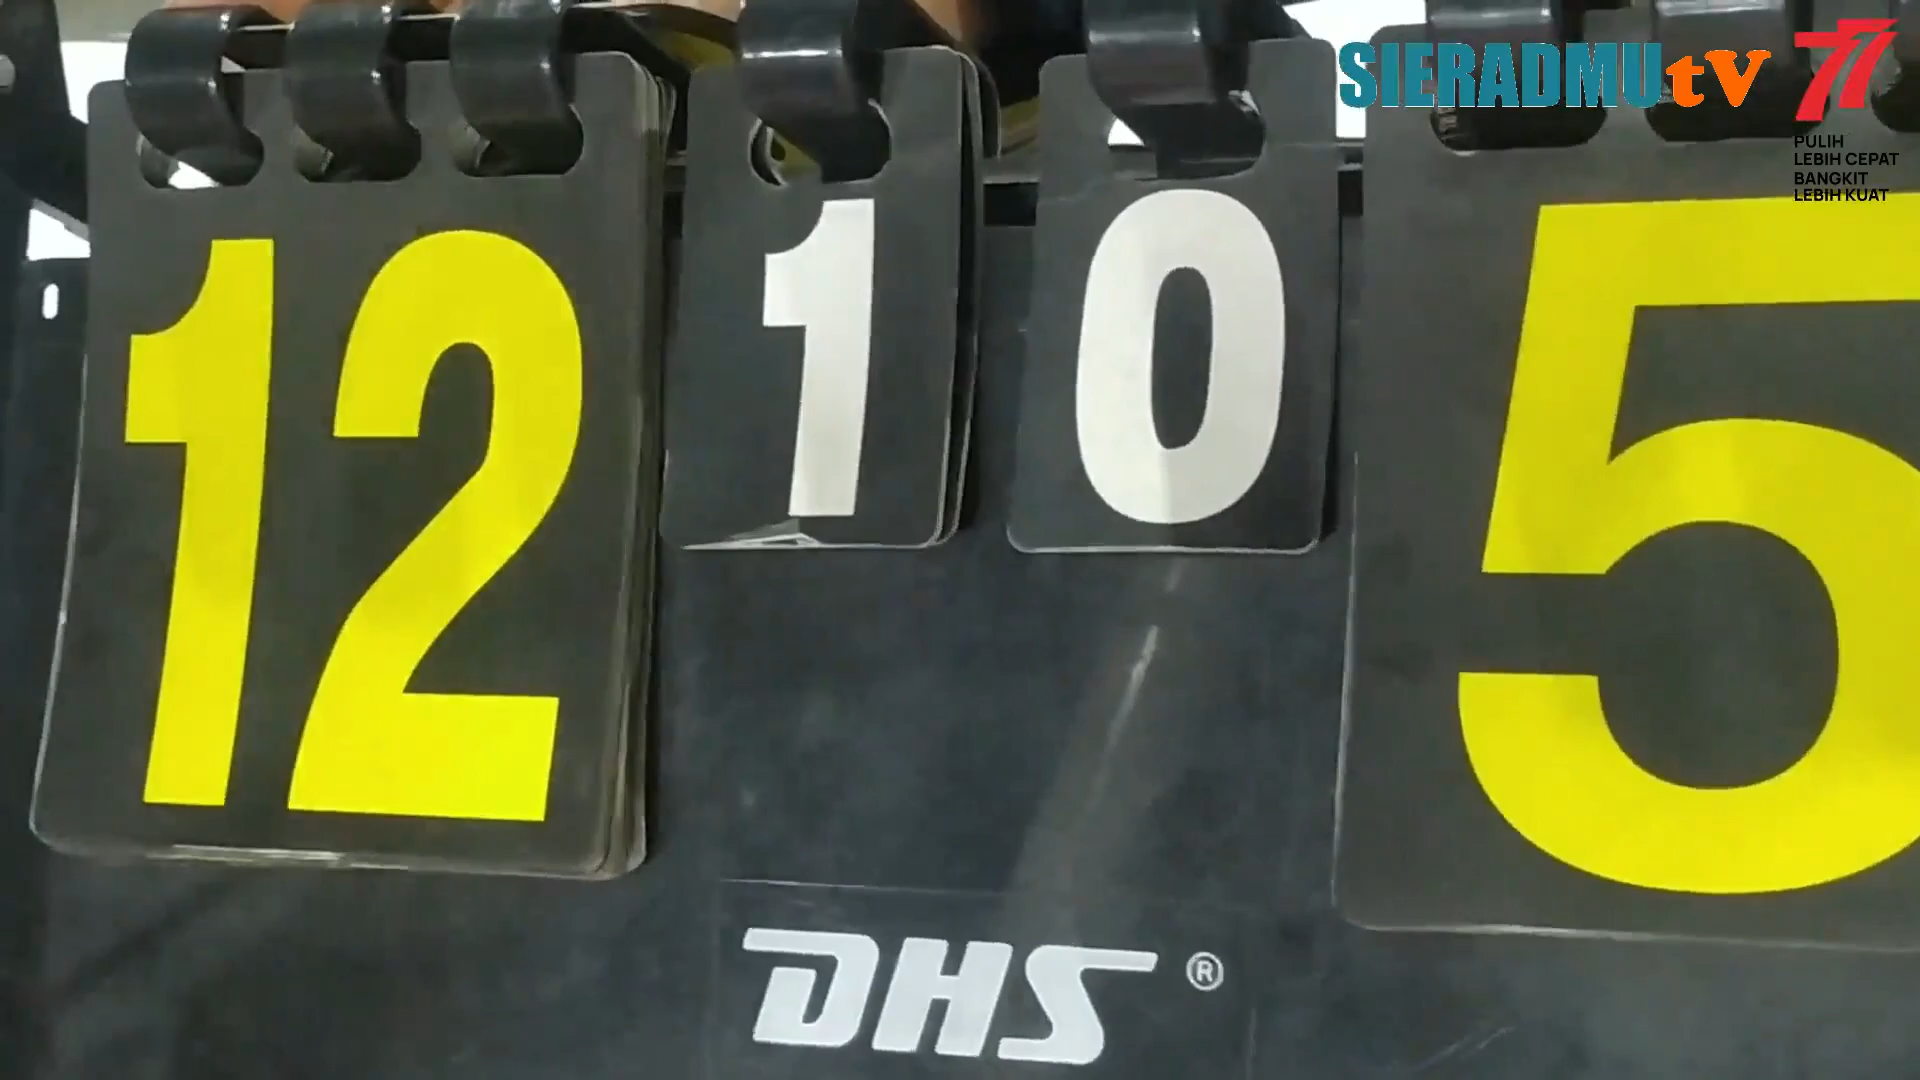 SIERADMUtV 77
PULIH
LEBIH CEPAT
BANGKIT
LEBIH KUAT
12 1 0 5
DHS ®